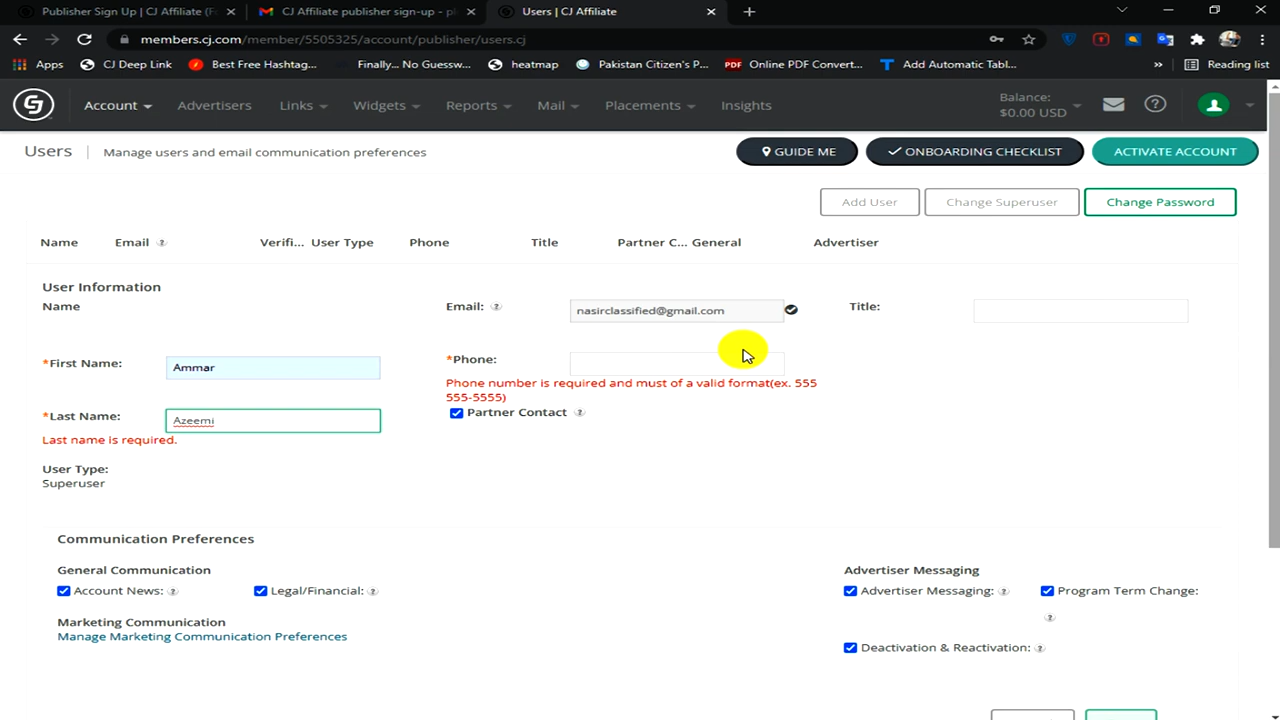 Publisher Sign Up | CJ Affiliate (F
CJ Affiliate publisher sign-up - p
Users | CJ Affiliate
members.cj.com/member/5505325/account/publisher/users.cj
Apps
CJ Deep Link
Best Free Hashtag...
Finally... No Guessw...
heatmap
Pakistan Citizen's P...
PDF
Online PDF Convert...
Add Automatic Tabl...
»
Reading list
Account
Advertisers
Links
Widgets
Reports
Mail
Placements
Insights
Balance:
$0.00 USD
Users | Manage users and email communication preferences
GUIDE ME
ONBOARDING CHECKLIST
ACTIVATE ACCOUNT
Add User
Change Superuser
Change Password
Name Email ? Verifi... User Type Phone Title Partner C... General Advertiser
User Information
Name
Email: ?
nasirclassified@gmail.com
Title:
*First Name:
Ammar
*Phone:
Phone number is required and must of a valid format(ex. 555
555-5555)
Partner Contact ?
*Last Name:
Azeemi
Last name is required.
User Type:
Superuser
Communication Preferences
General Communication
Account News: ?
Legal/Financial: ?
Marketing Communication
Manage Marketing Communication Preferences
Advertiser Messaging
Advertiser Messaging: ?
Program Term Change:
?
Deactivation & Reactivation: ?